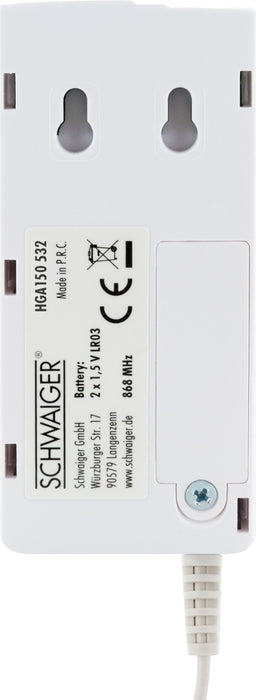 SCHWAIGER®
HGA150 532
Made in P.R.C.
Battery:
2 x 1,5 V LR03
868 MHz
CE
Schwaiger GmbH
Würzburger Str. 17
90579 Langenzenn
www.schwaiger.de